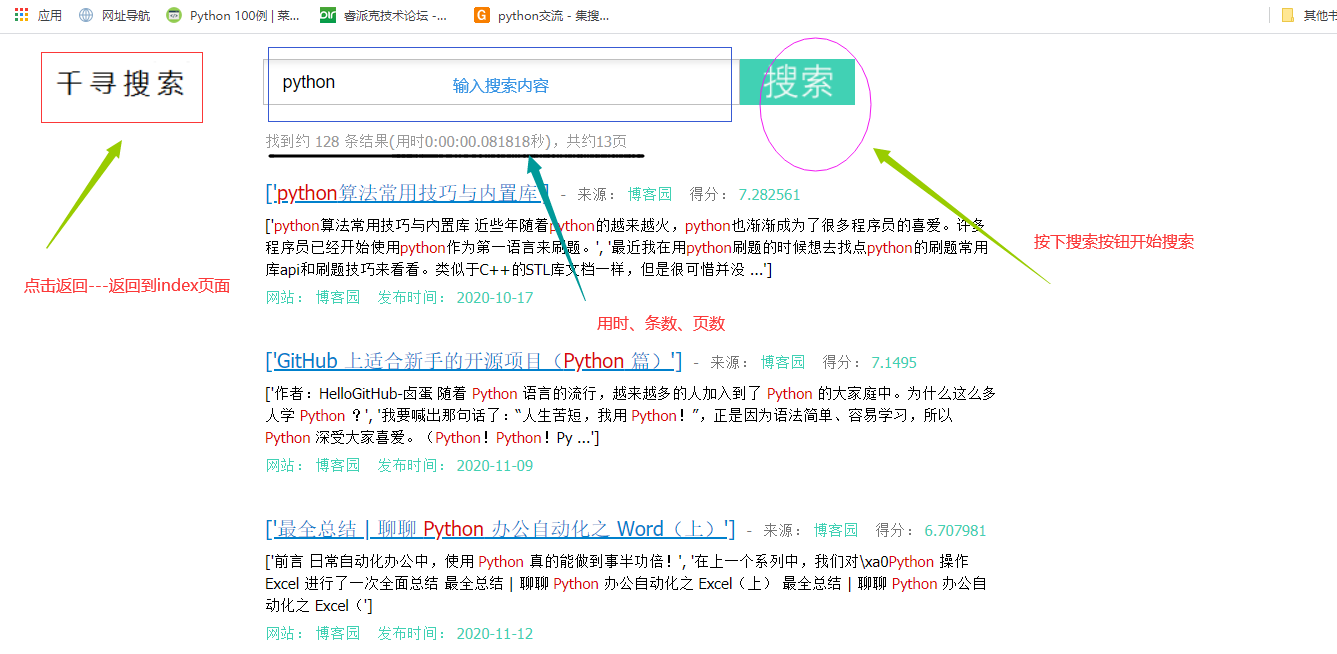 应用 网址导航 Python 100例 | 菜... 睿派克技术论坛 -... python交流 - 集搜... 其他书
千寻搜索
python 输入搜索内容
搜索
找到约 128 条结果(用时0:00:00.081818秒)，共约13页
['python算法常用技巧与内置库'] - 来源： 博客园 得分： 7.282561
['python算法常用技巧与内置库 近些年随着python的越来越火，python也渐渐成为了很多程序员的喜爱。许多
程序员已经开始使用python作为第一语言来刷题。', '最近我在用python刷题的时候想去找点python的刷题常用
库api和刷题技巧来看看。类似于C++的STL库文档一样，但是很可惜并没 ...']
网站： 博客园 发布时间： 2020-10-17
按下搜索按钮开始搜索
点击返回---返回到index页面
用时、条数、页数
['GitHub 上适合新手的开源项目（Python 篇）'] - 来源： 博客园 得分： 7.1495
['作者：HelloGitHub-卤蛋 随着 Python 语言的流行，越来越多的人加入到了 Python 的大家庭中。为什么这么多
人学 Python ？', '我要喊出那句话了：“人生苦短，我用 Python！”，正是因为语法简单、容易学习，所以
Python 深受大家喜爱。（Python！Python！Py ...']
网站： 博客园 发布时间： 2020-11-09
['最全总结 | 聊聊 Python 办公自动化之 Word（上）'] - 来源： 博客园 得分： 6.707981
['前言 日常自动化办公中，使用 Python 真的能做到事半功倍！', '在上一个系列中，我们对\xa0Python 操作
Excel 进行了一次全面总结 最全总结 | 聊聊 Python 办公自动化之 Excel（上） 最全总结 | 聊聊 Python 办公自
动化之 Excel（']
网站： 博客园 发布时间： 2020-11-12